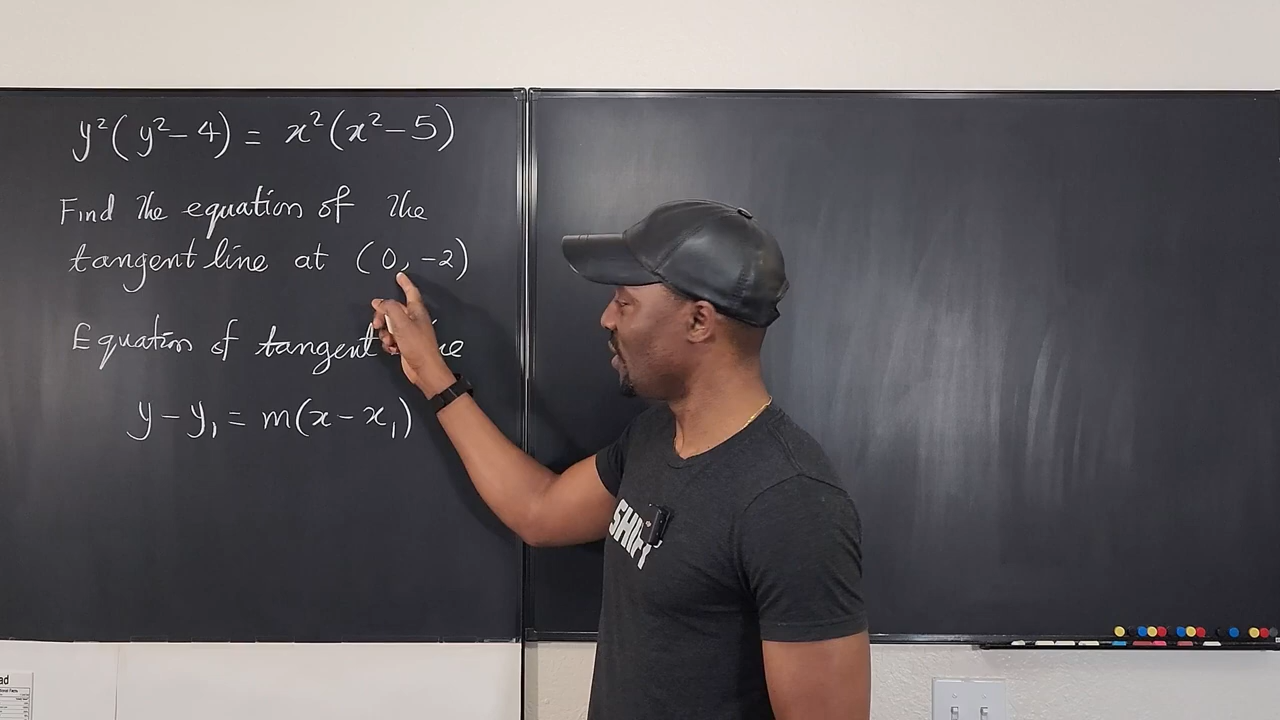 y²(y²-4) = x²(x²-5)
Find the equation of the
tangent line at (0, -2)
Equation of tangent
y - y₁ = m(x - x₁)
SHIFT